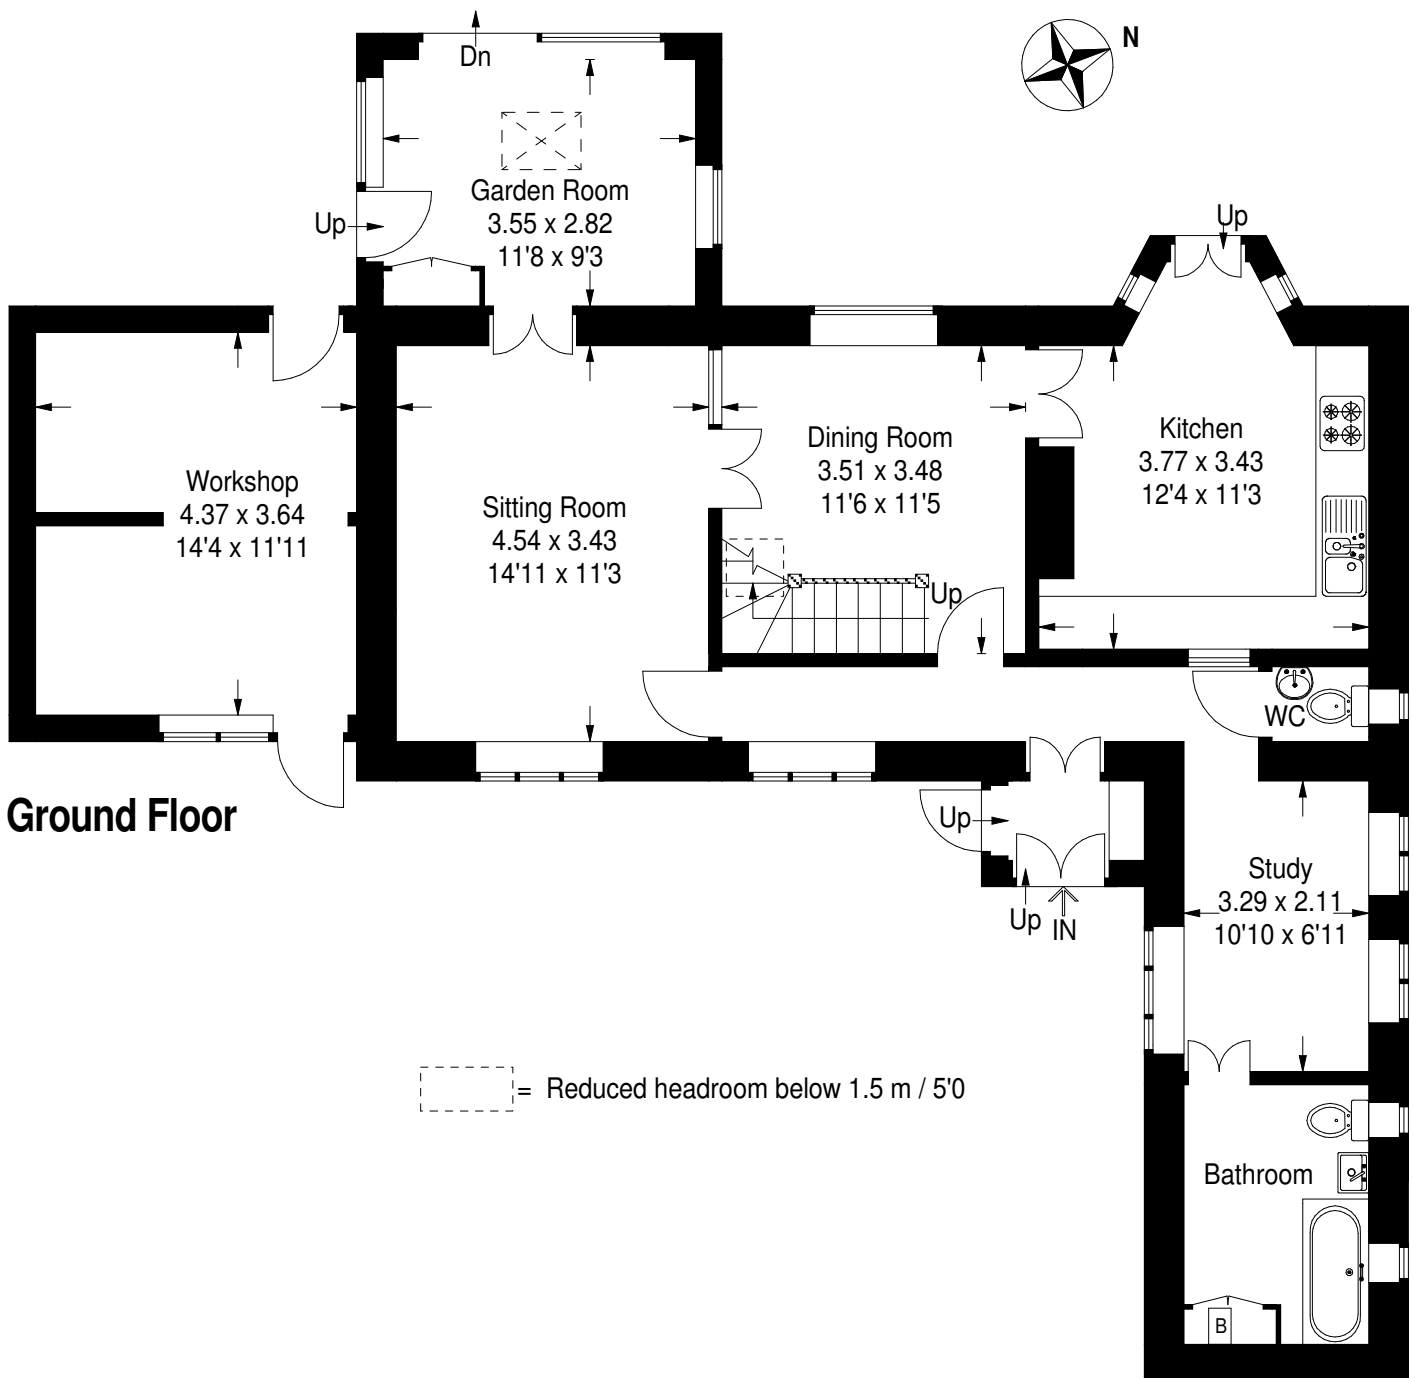 N
Dn
Garden Room
3.55 x 2.82
11'8 x 9'3
Up
Up
Workshop
4.37 x 3.64
14'4 x 11'11
Sitting Room
4.54 x 3.43
14'11 x 11'3
Dining Room
3.51 x 3.48
11'6 x 11'5
Up
Kitchen
3.77 x 3.43
12'4 x 11'3
WC
Ground Floor
Up
Up
IN
Study
3.29 x 2.11
10'10 x 6'11
= Reduced headroom below 1.5 m / 5'0
Bathroom
B